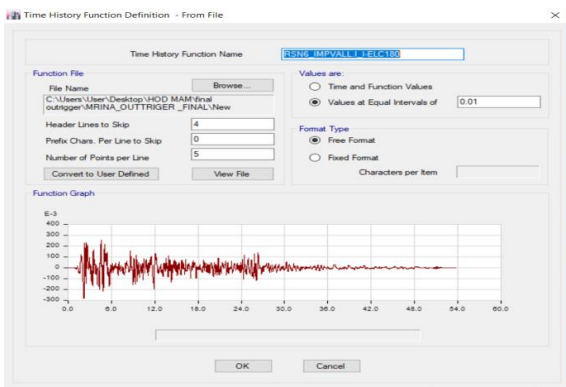 Time History Function Definition - From File
Time History Function Name
RSN6_IMPVALL.I_I-ELC180
Function File
File Name
Browse...
C:\Users\User\Desktop\HOD MAM\final
outrigger\MRINA_OUTTRIGER _FINAL\New
Header Lines to Skip
4
Prefix Chars. Per Line to Skip
0
Number of Points per Line
5
Convert to User Defined
View File
Values are:
Time and Function Values
Values at Equal Intervals of
0.01
Format Type
Free Format
Fixed Format
Characters per Item
Function Graph
E-3
400
300
200
100
0
-100
-200
-300
0.0 6.0 12.0 18.0 24.0 30.0 36.0 42.0 48.0 54.0 60.0
OK
Cancel